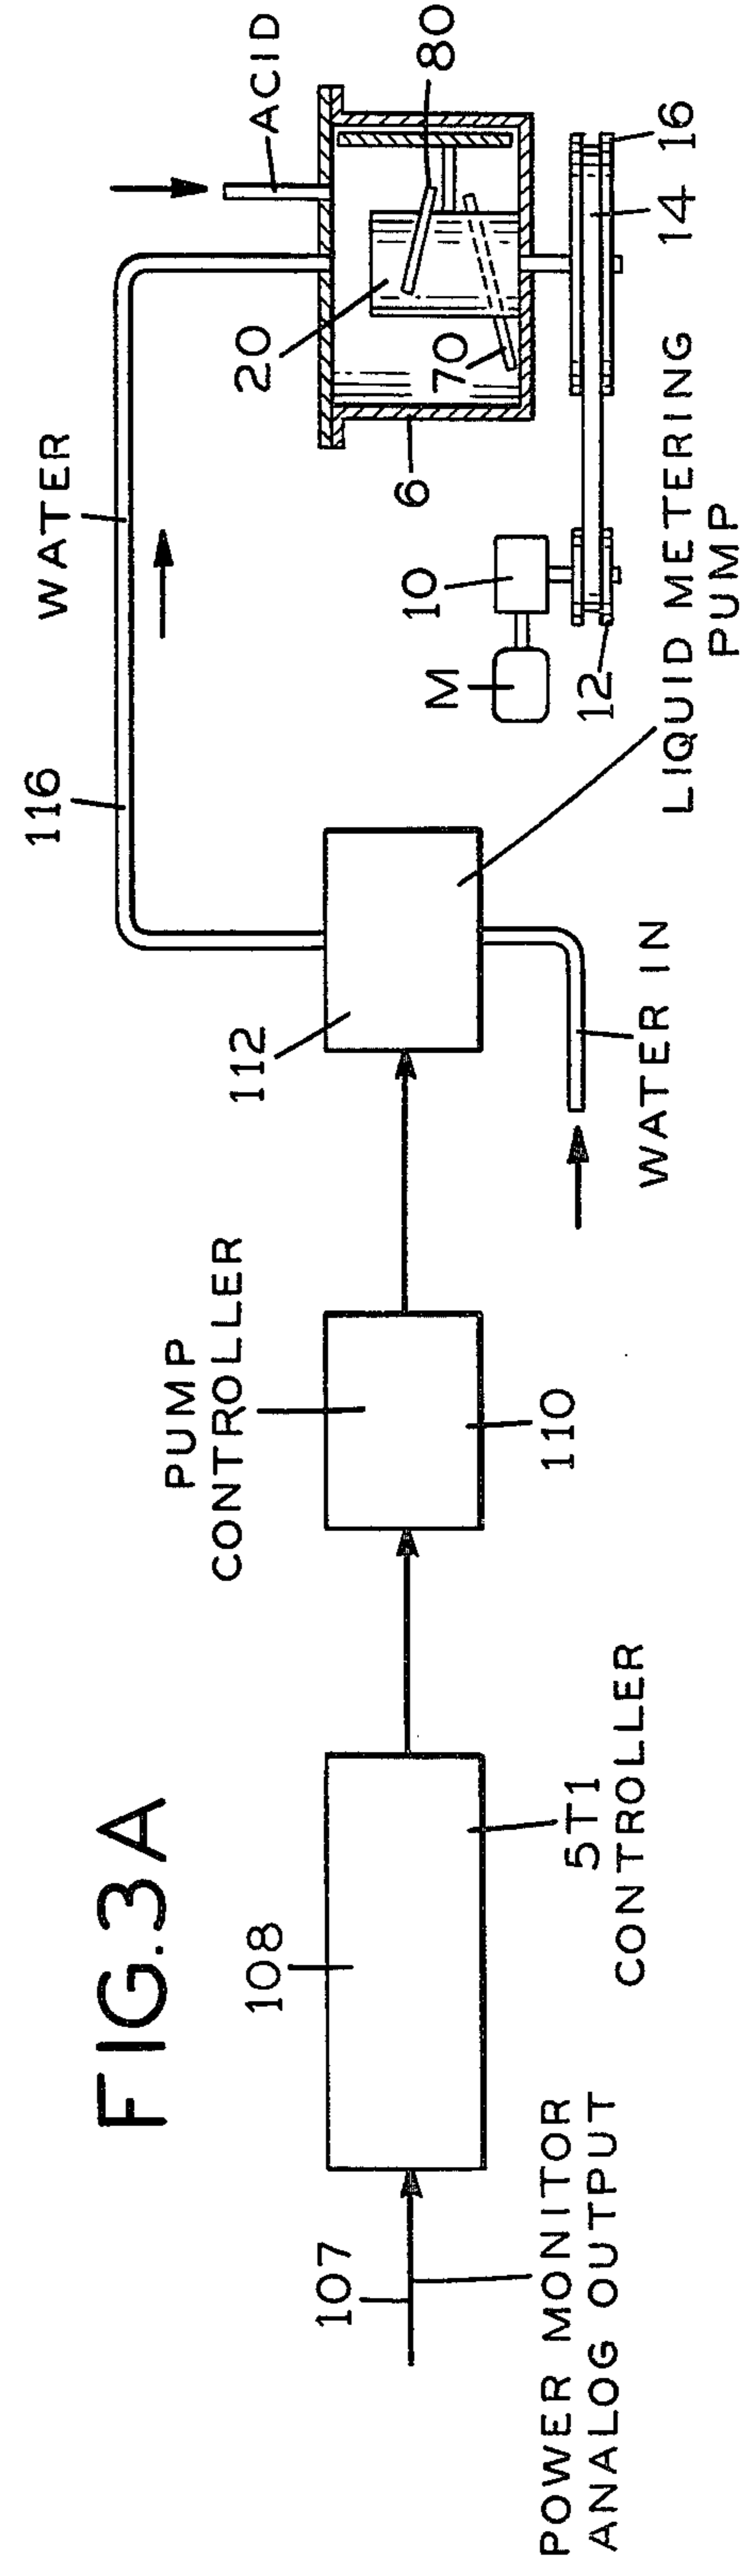 FIG.3A
107
POWER MONITOR
ANALOG OUTPUT
108
5T1
CONTROLLER
PUMP
CONTROLLER
110
112
WATER IN
LIQUID METERING
PUMP
116
WATER
ACID
M
10
12
14
16
6
20
70
80